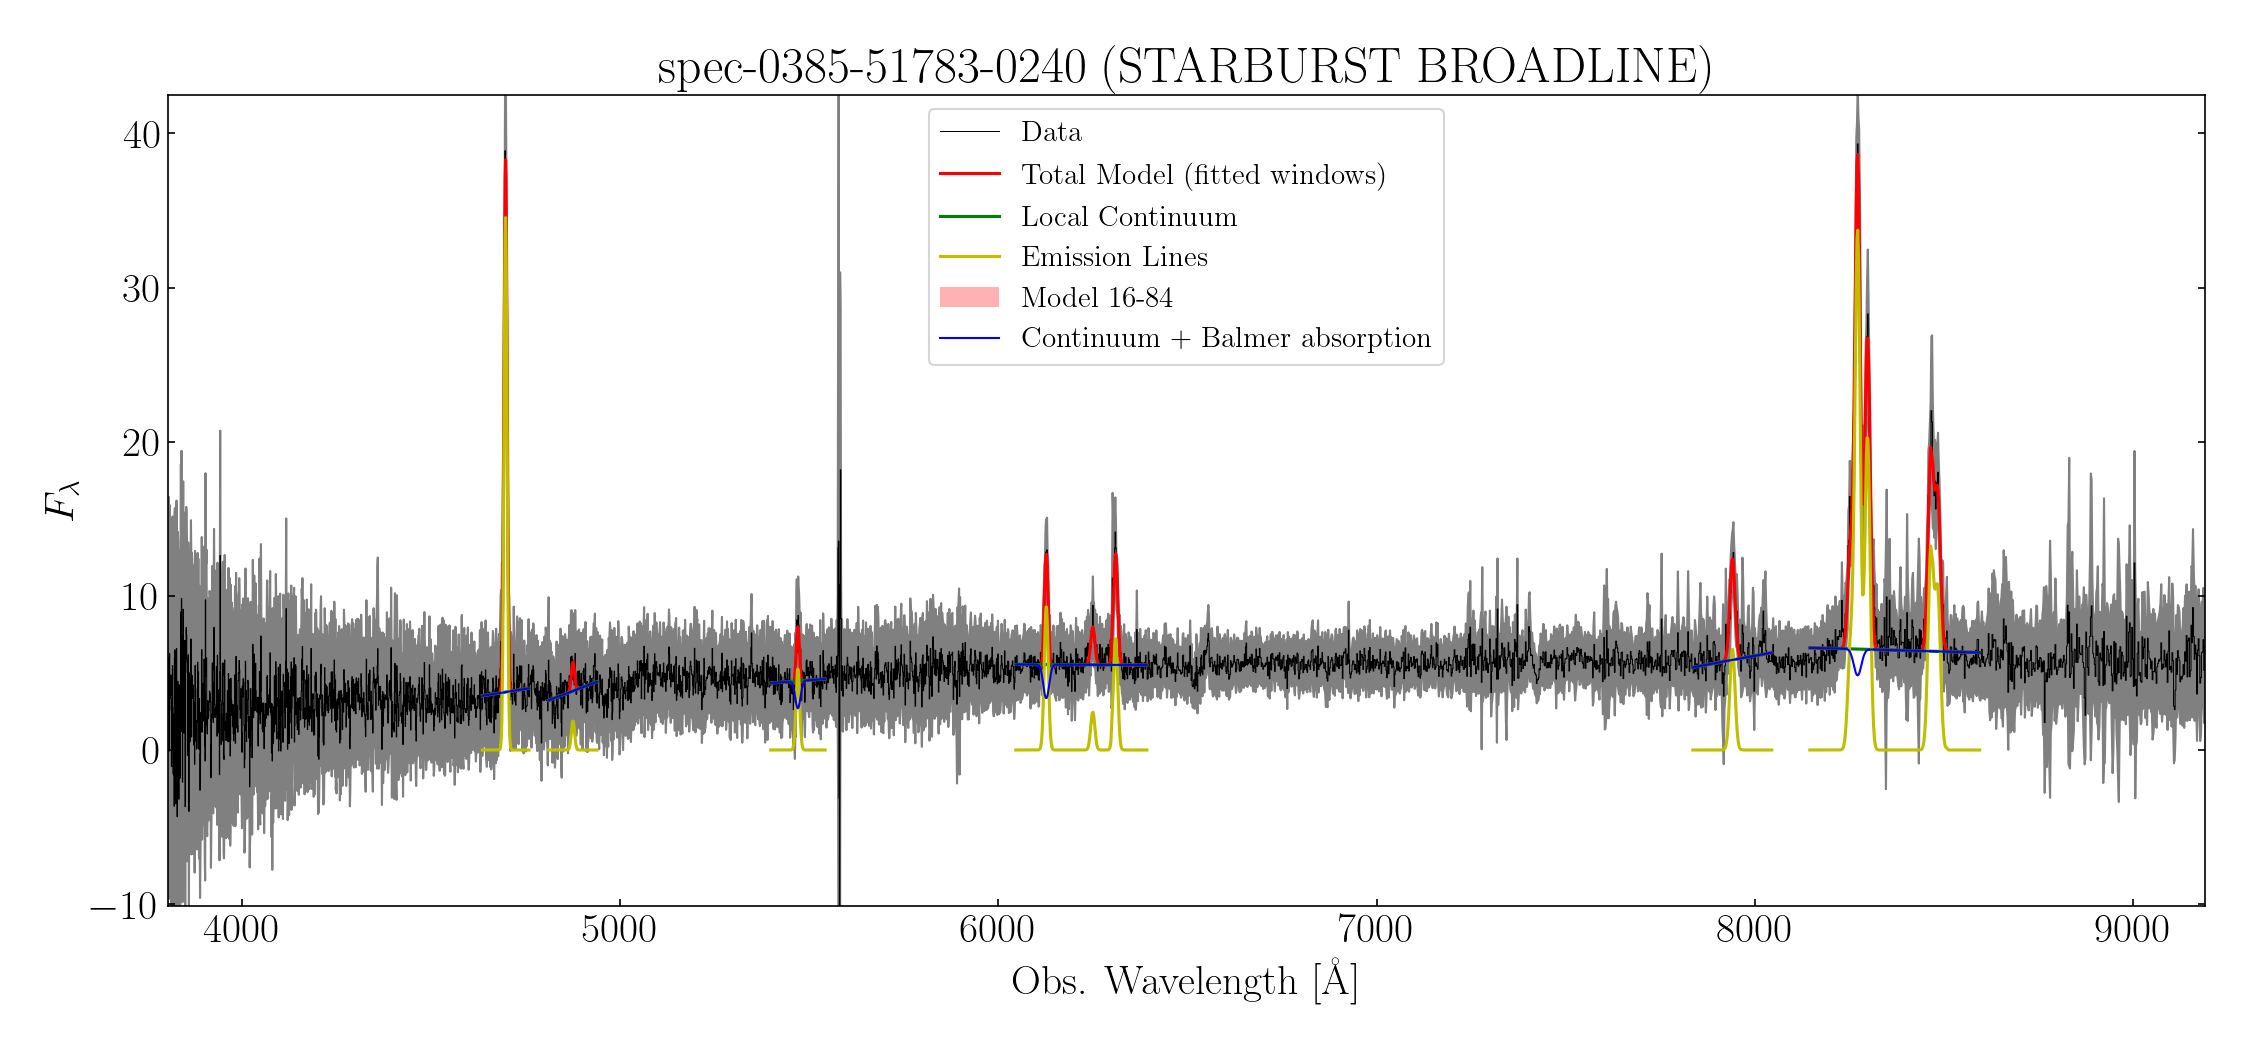 spec-0385-51783-0240 (STARBURST BROADLINE)
Data
Total Model (fitted windows)
Local Continuum
Emission Lines
Model 16-84
Continuum + Balmer absorption
40
30
20
10
0
−10
Fλ
4000 5000 6000 7000 8000 9000
Obs. Wavelength [Å]